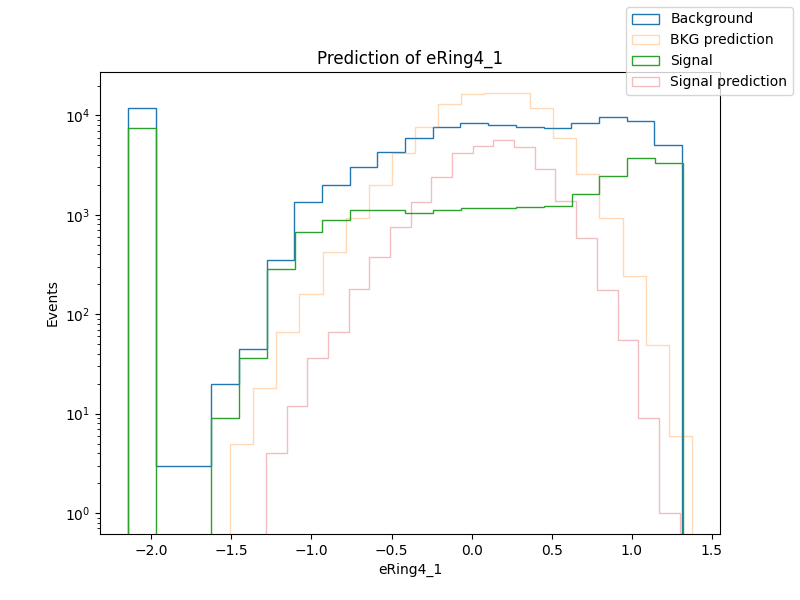 Prediction of eRing4_1
Background
BKG prediction
Signal
Signal prediction
Events
10⁴
10³
10²
10¹
10⁰
−2.0 −1.5 −1.0 −0.5 0.0 0.5 1.0 1.5
eRing4_1